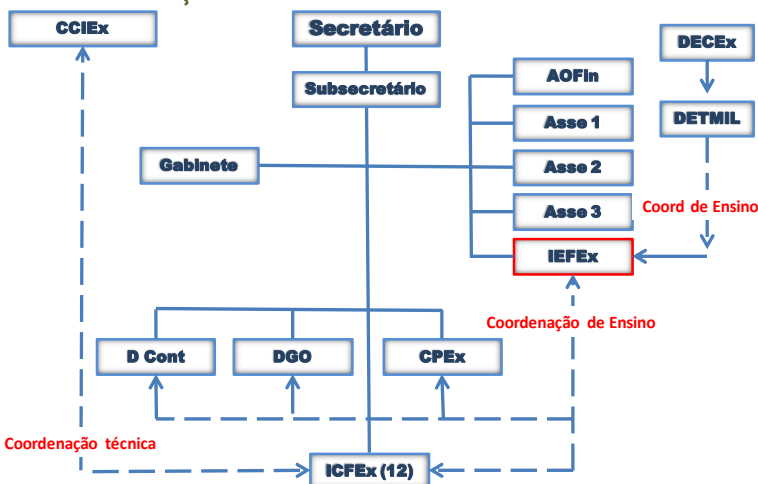 CCIEx
Secretário
DECEx
AOFin
Subsecretário
Asse 1
DETMIL
Gabinete
Asse 2
Asse 3
Coord de Ensino
IEFEx
Coordenação de Ensino
D Cont
DGO
CPEx
Coordenação técnica
ICFEx (12)